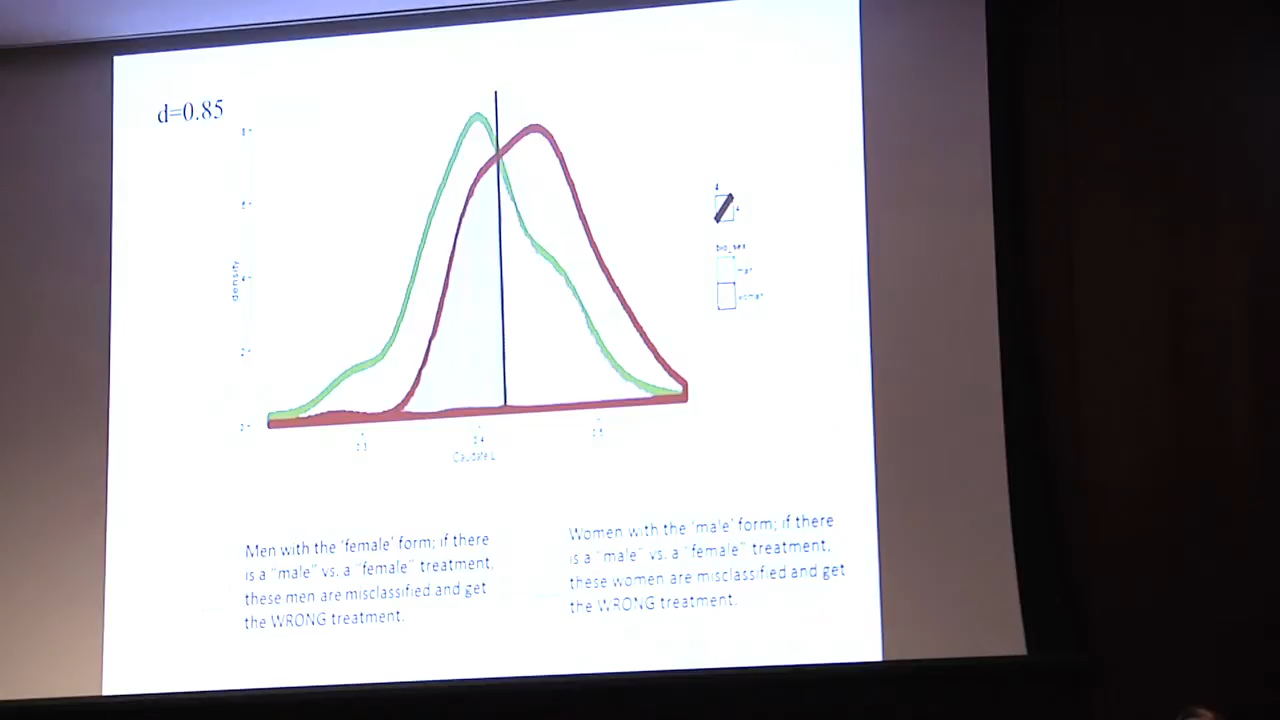 d=0.85
density
Caudate L
bio_sex
Men with the 'female' form; if there
is a "male" vs. a "female" treatment,
these men are misclassified and get
the WRONG treatment.
Women with the 'male' form; if there
is a "male" vs. a "female" treatment,
these women are misclassified and get
the WRONG treatment.